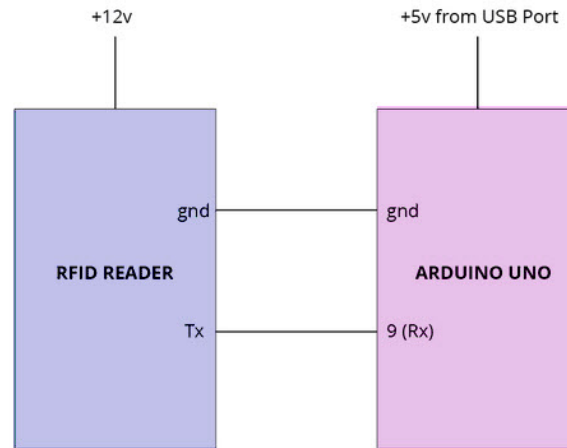 +12v
+5v from USB Port
gnd
gnd
RFID READER
ARDUINO UNO
Tx
9 (Rx)